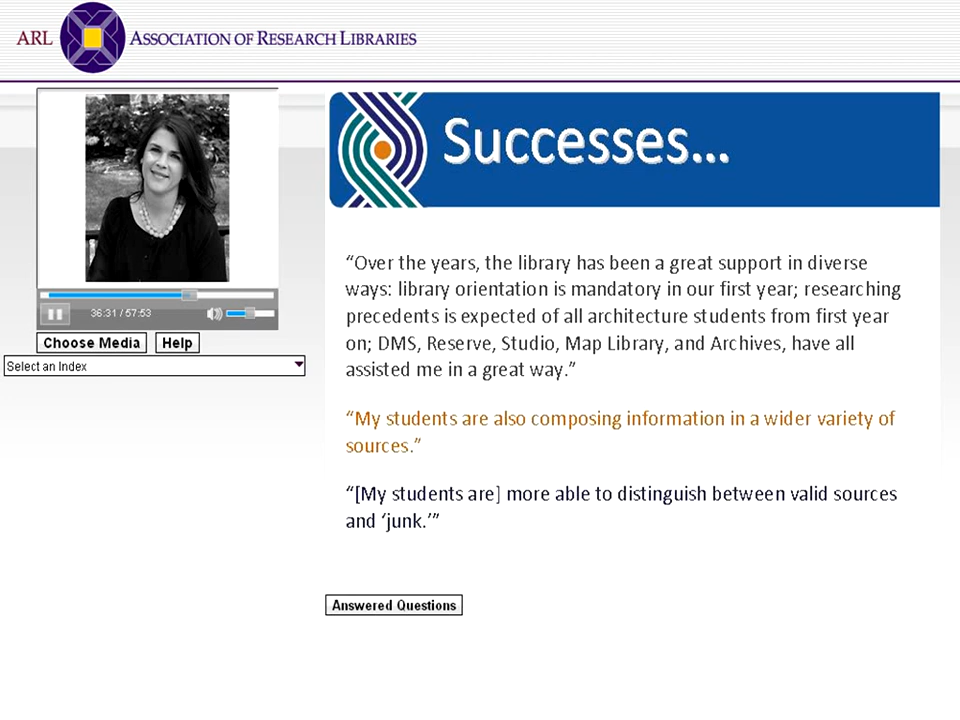 ARL ASSOCIATION OF RESEARCH LIBRARIES
Successes...
36:31 / 57:53
Choose Media
Help
Select an Index
“Over the years, the library has been a great support in diverse
ways: library orientation is mandatory in our first year; researching
precedents is expected of all architecture students from first year
on; DMS, Reserve, Studio, Map Library, and Archives, have all
assisted me in a great way.”
“My students are also composing information in a wider variety of
sources.”
“[My students are] more able to distinguish between valid sources
and ‘junk.’”
Answered Questions